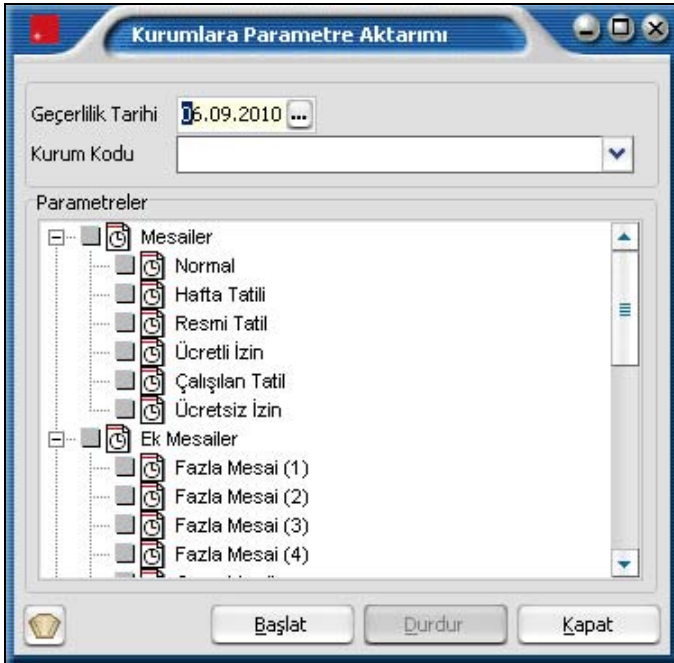 Kurumlara Parametre Aktarımı
Geçerlilik Tarihi 06.09.2010 ...
Kurum Kodu
Parametreler
Mesailer
Normal
Hafta Tatili
Resmi Tatil
Ücretli İzin
Çalışılan Tatil
Ücretsiz İzin
Ek Mesailer
Fazla Mesai (1)
Fazla Mesai (2)
Fazla Mesai (3)
Fazla Mesai (4)
Başlat Durdur Kapat